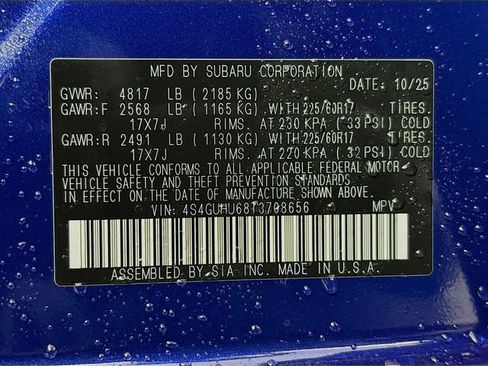 MFD BY SUBARU CORPORATION
DATE: 10/25
GVWR: 4817 LB (2185 KG)
GAWR:F 2568 LB (1165 KG) WITH 225/60R17 TIRES.
17X7J RIMS. AT 230 KPA (33 PSI) COLD
GAWR:R 2491 LB (1130 KG) WITH 225/60R17 TIRES.
17X7J RIMS. AT 220 KPA (32 PSI) COLD
THIS VEHICLE CONFORMS TO ALL APPLICABLE FEDERAL MOTOR
VEHICLE SAFETY AND THEFT PREVENTION STANDARDS
IN EFFECT ON THE DATE OF MANUFACTURE SHOWN ABOVE.
VIN: 4S4GUHU68T3708656 MPV
ASSEMBLED BY SIA INC. MADE IN U.S.A.